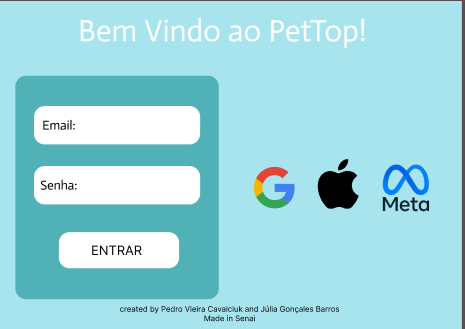 Bem Vindo ao PetTop!
Email:
Senha:
ENTRAR
Meta
created by Pedro Vieira Cavalciuk and Júlia Gonçales Barros
Made in Senai